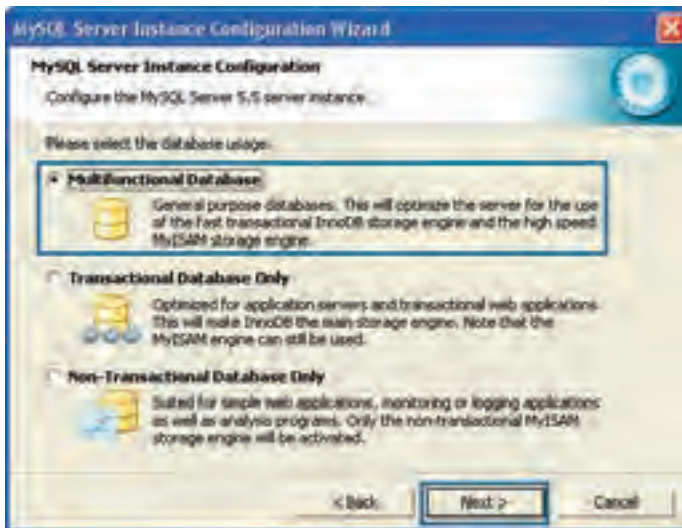 MySQL Server Instance Configuration Wizard
MySQL Server Instance Configuration
Configure the MySQL Server 5.5 server instance.
Please select the database usage.
Multifunctional Database
General purpose databases. This will optimize the server for the use
of the fast transactional InnoDB storage engine and the high speed
MyISAM storage engine.
Transactional Database Only
Optimized for application servers and transactional web applications.
This will make InnoDB the main storage engine. Note that the
MyISAM engine can still be used.
Non-Transactional Database Only
Suited for simple web applications, monitoring or logging applications
as well as analysis programs. Only the non-transactional MyISAM
storage engine will be activated.
< Back
Next >
Cancel